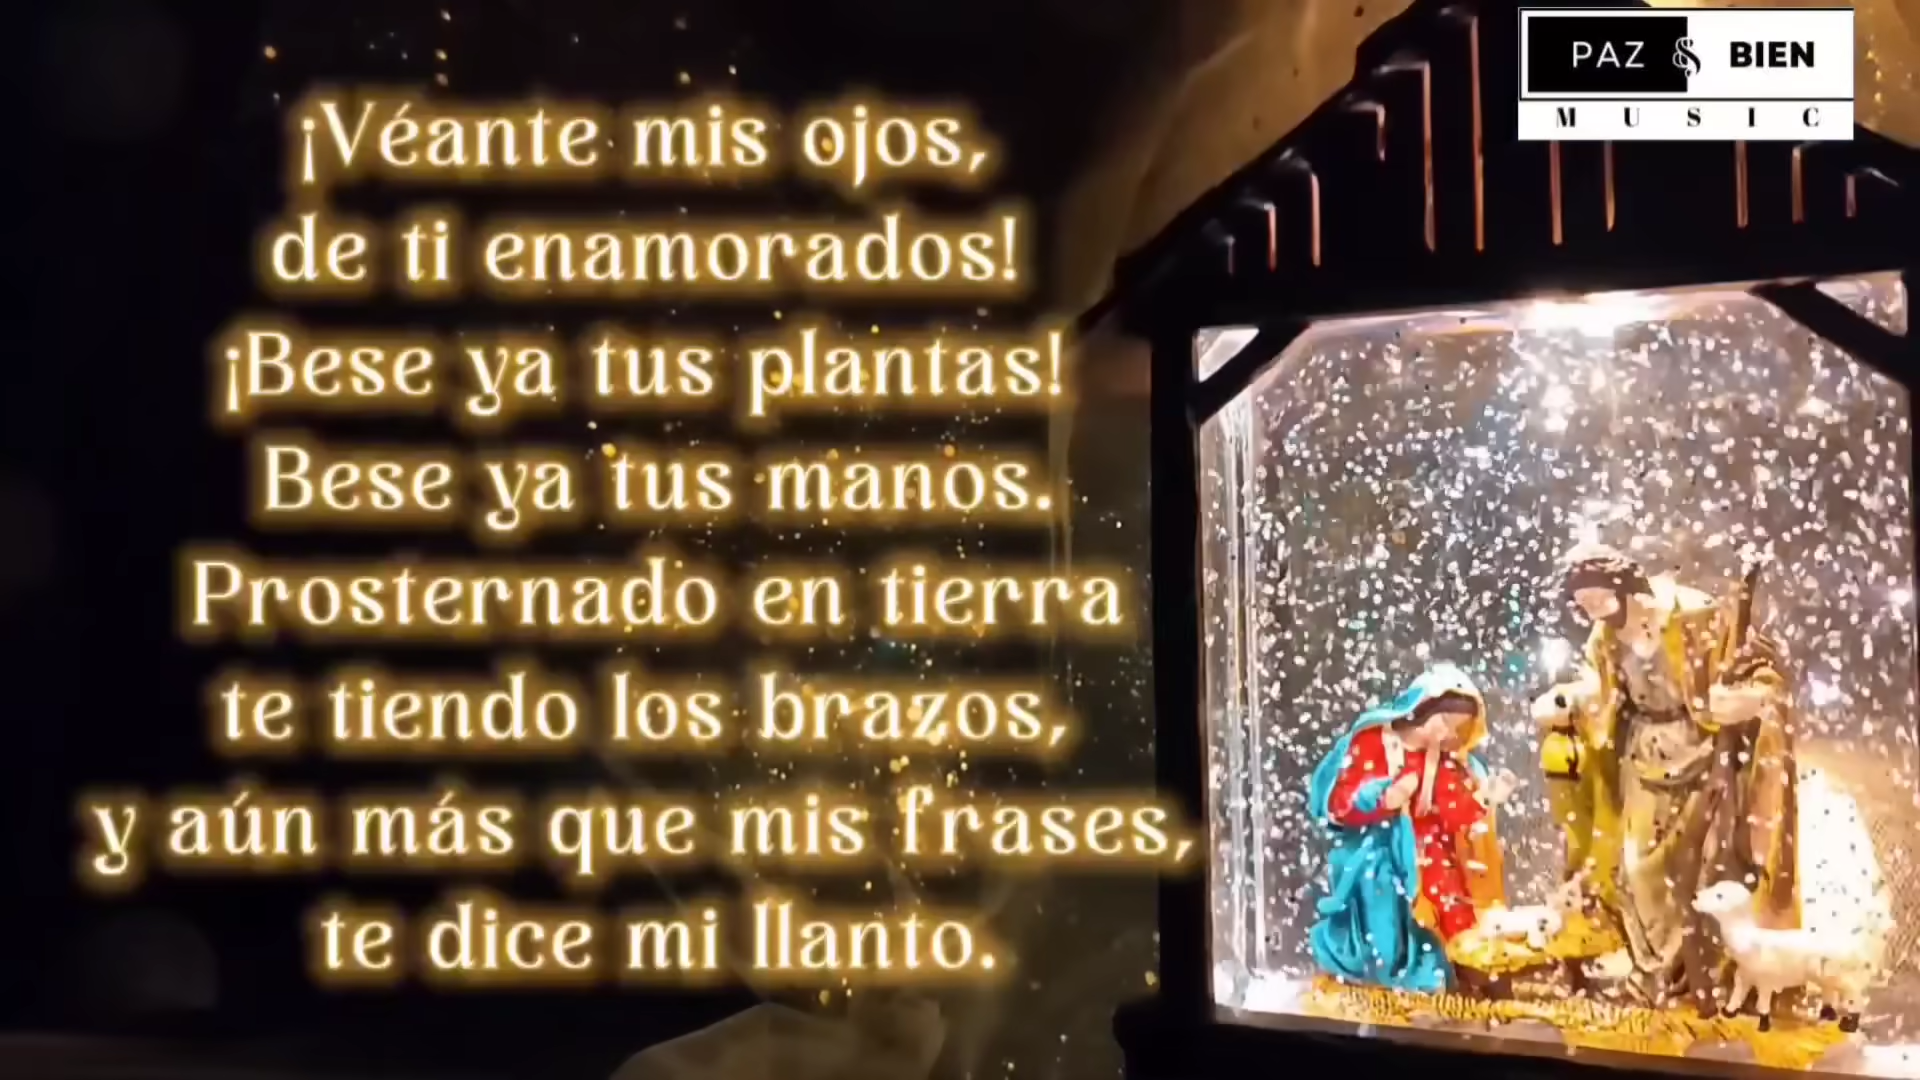 PAZ & BIEN
MUSIC
¡Véante mis ojos,
de ti enamorados!
¡Bese ya tus plantas!
Bese ya tus manos.
Prosternado en tierra
te tiendo los brazos,
y aún más que mis frases,
te dice mi llanto.